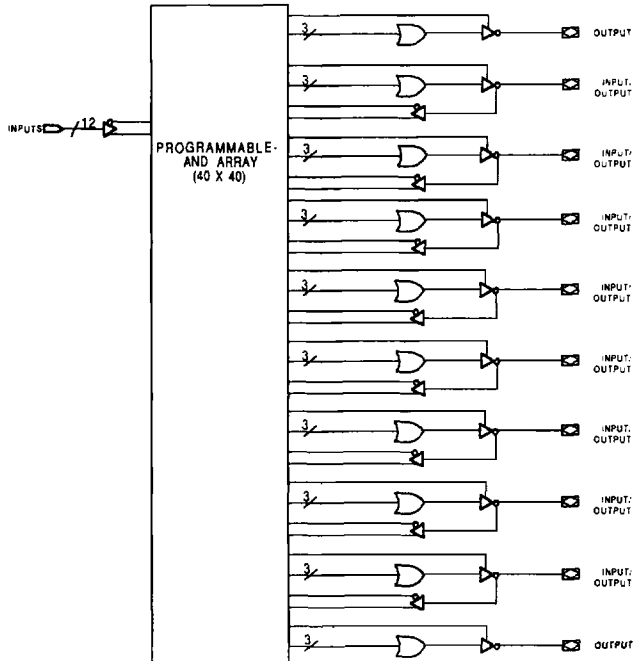 3 OUTPUT
3 INPUT/
OUTPUT
INPUTS 12
PROGRAMMABLE-
AND ARRAY
(40 X 40)
3 INPUT/
OUTPUT
3 INPUT/
OUTPUT
3 INPUT/
OUTPUT
3 INPUT/
OUTPUT
3 INPUT/
OUTPUT
3 INPUT/
OUTPUT
3 INPUT/
OUTPUT
3 OUTPUT